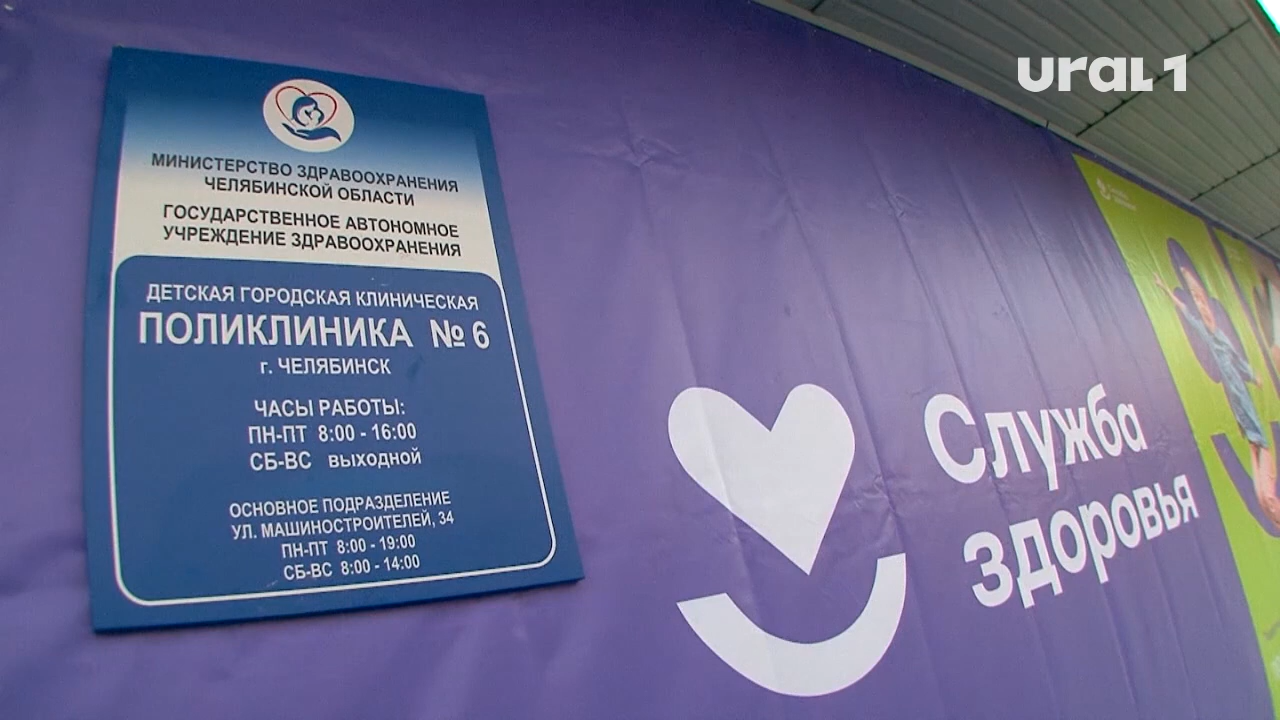 ural 1
МИНИСТЕРСТВО ЗДРАВООХРАНЕНИЯ
ЧЕЛЯБИНСКОЙ ОБЛАСТИ
ГОСУДАРСТВЕННОЕ АВТОНОМНОЕ
УЧРЕЖДЕНИЕ ЗДРАВООХРАНЕНИЯ
ДЕТСКАЯ ГОРОДСКАЯ КЛИНИЧЕСКАЯ
ПОЛИКЛИНИКА № 6
г. ЧЕЛЯБИНСК
ЧАСЫ РАБОТЫ:
ПН-ПТ 8:00 - 16:00
СБ-ВС выходной
ОСНОВНОЕ ПОДРАЗДЕЛЕНИЕ
УЛ. МАШИНОСТРОИТЕЛЕЙ, 34
ПН-ПТ 8:00 - 19:00
СБ-ВС 8:00 - 14:00
Служба
здоровья